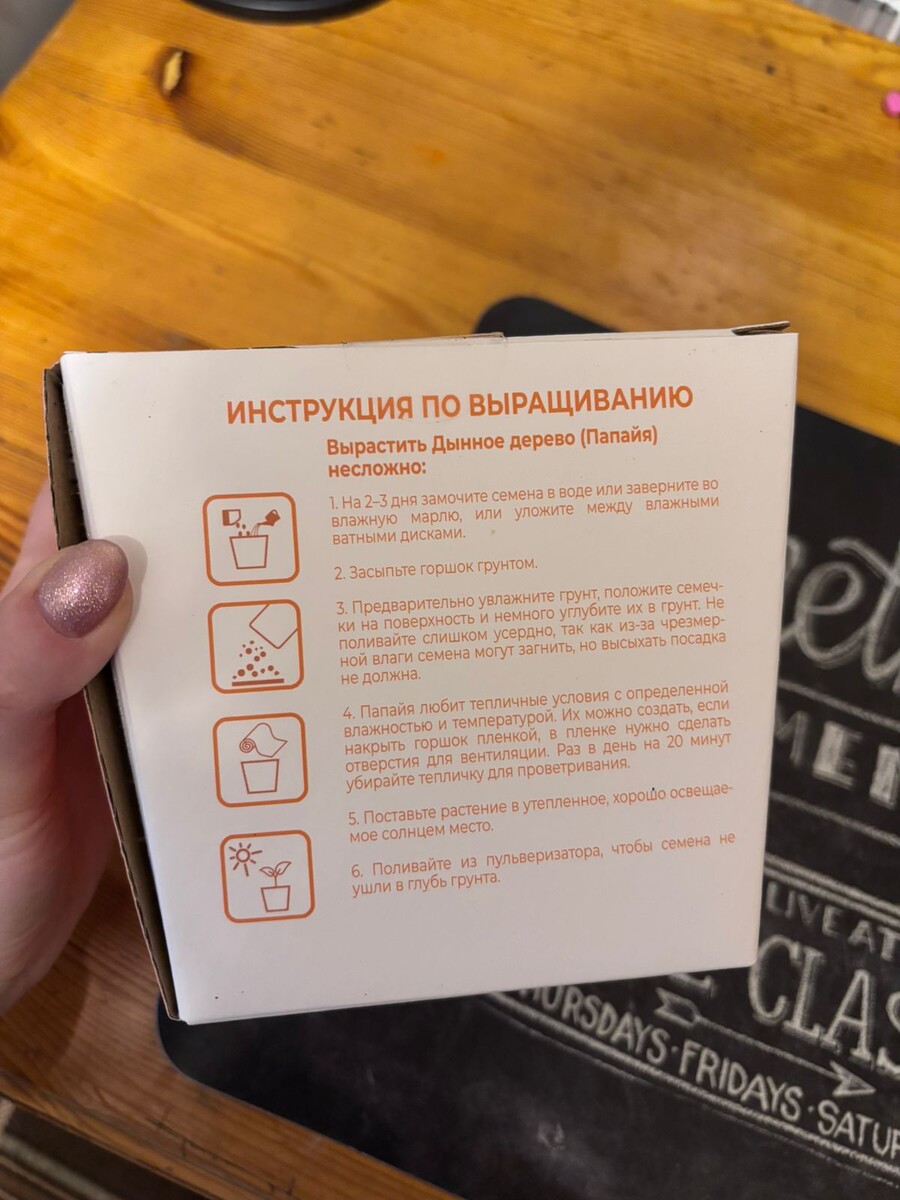 ИНСТРУКЦИЯ ПО ВЫРАЩИВАНИЮ
Вырастить Дынное дерево (Папайя)
несложно:
1. На 2–3 дня замочите семена в воде или заверните во
влажную марлю, или уложите между влажными
ватными дисками.
2. Засыпьте горшок грунтом.
3. Предварительно увлажните грунт, положите семеч-
ки на поверхность и немного углубите их в грунт. Не
поливайте слишком усердно, так как из-за чрезмер-
ной влаги семена могут загнить, но высыхать посадка
не должна.
4. Папайя любит тепличные условия с определенной
влажностью и температурой. Их можно создать, если
накрыть горшок пленкой, в пленке нужно сделать
отверстия для вентиляции. Раз в день на 20 минут
убирайте тепличку для проветривания.
5. Поставьте растение в утепленное, хорошо освещае-
мое солнцем место.
6. Поливайте из пульверизатора, чтобы семена не
ушли в глубь грунта.
LIVE AT
CLAS
THURSDAYS·FRIDAYS·SATUR